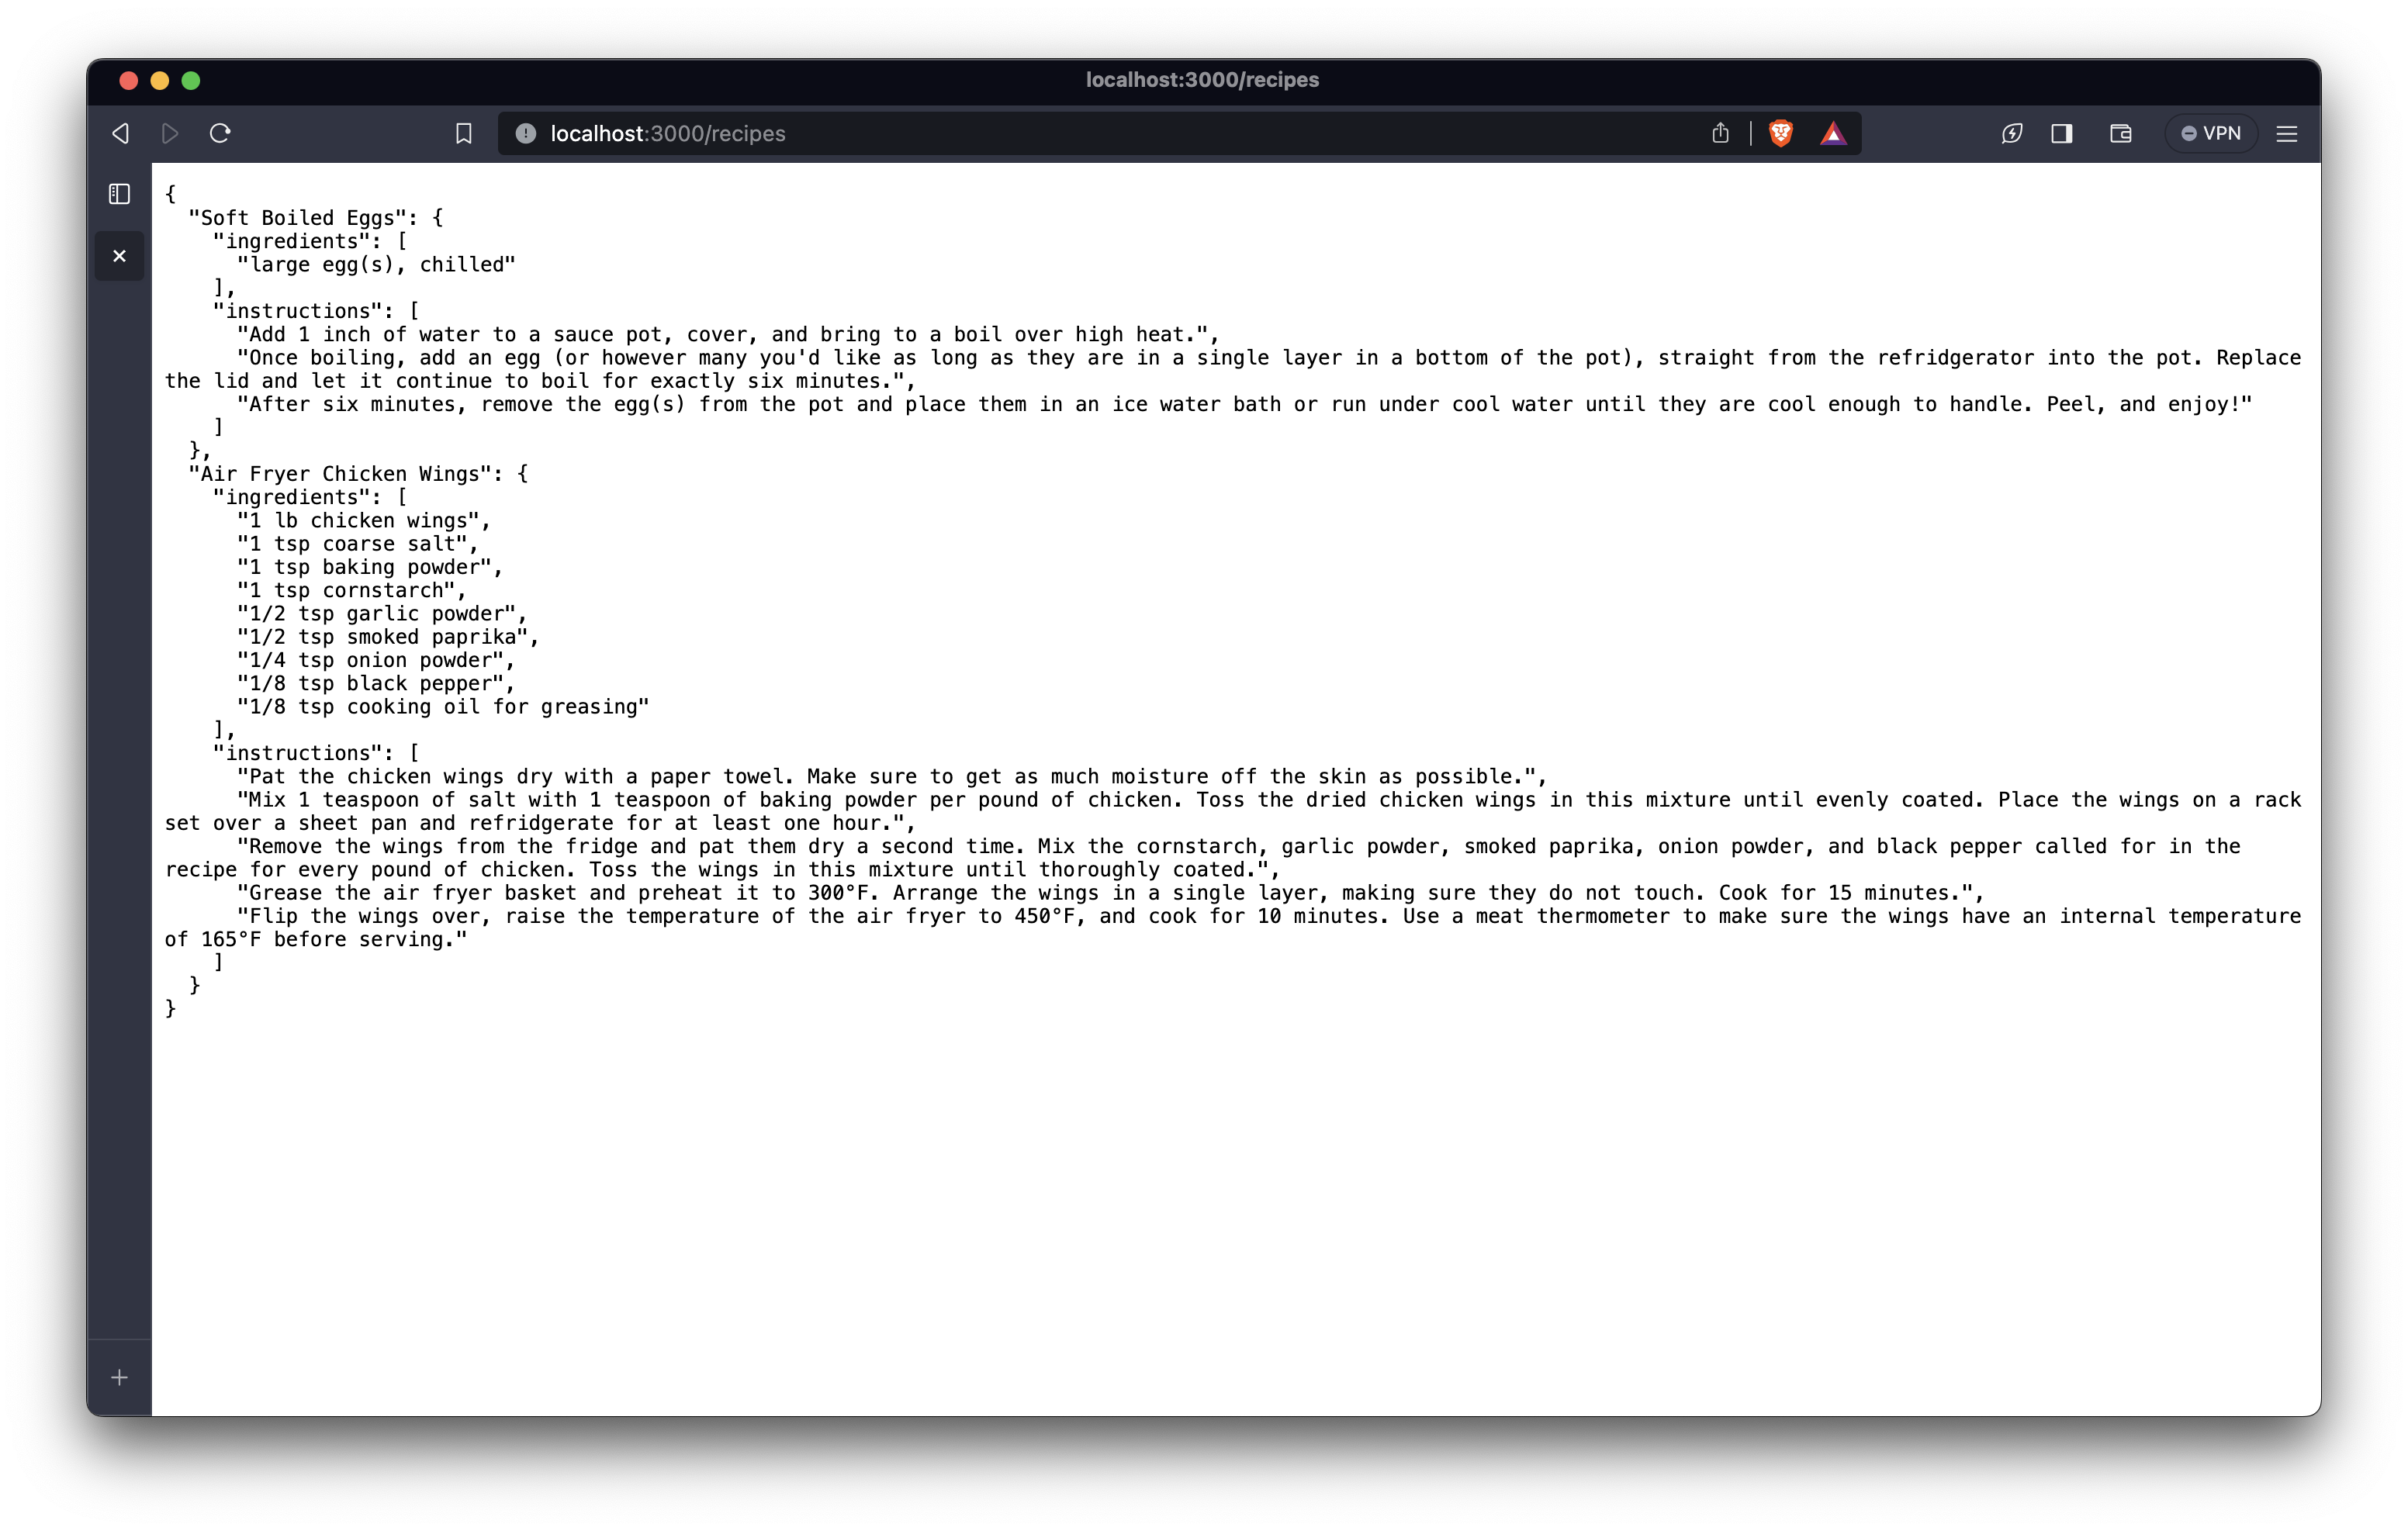 localhost:3000/recipes
localhost:3000/recipes
VPN
{
  "Soft Boiled Eggs": {
    "ingredients": [
      "large egg(s), chilled"
    ],
    "instructions": [
      "Add 1 inch of water to a sauce pot, cover, and bring to a boil over high heat.",
      "Once boiling, add an egg (or however many you'd like as long as they are in a single layer in a bottom of the pot), straight from the refridgerator into the pot. Replace
the lid and let it continue to boil for exactly six minutes.",
      "After six minutes, remove the egg(s) from the pot and place them in an ice water bath or run under cool water until they are cool enough to handle. Peel, and enjoy!"
    ]
  },
  "Air Fryer Chicken Wings": {
    "ingredients": [
      "1 lb chicken wings",
      "1 tsp coarse salt",
      "1 tsp baking powder",
      "1 tsp cornstarch",
      "1/2 tsp garlic powder",
      "1/2 tsp smoked paprika",
      "1/4 tsp onion powder",
      "1/8 tsp black pepper",
      "1/8 tsp cooking oil for greasing"
    ],
    "instructions": [
      "Pat the chicken wings dry with a paper towel. Make sure to get as much moisture off the skin as possible.",
      "Mix 1 teaspoon of salt with 1 teaspoon of baking powder per pound of chicken. Toss the dried chicken wings in this mixture until evenly coated. Place the wings on a rack
set over a sheet pan and refridgerate for at least one hour.",
      "Remove the wings from the fridge and pat them dry a second time. Mix the cornstarch, garlic powder, smoked paprika, onion powder, and black pepper called for in the
recipe for every pound of chicken. Toss the wings in this mixture until thoroughly coated.",
      "Grease the air fryer basket and preheat it to 300°F. Arrange the wings in a single layer, making sure they do not touch. Cook for 15 minutes.",
      "Flip the wings over, raise the temperature of the air fryer to 450°F, and cook for 10 minutes. Use a meat thermometer to make sure the wings have an internal temperature
of 165°F before serving."
    ]
  }
}